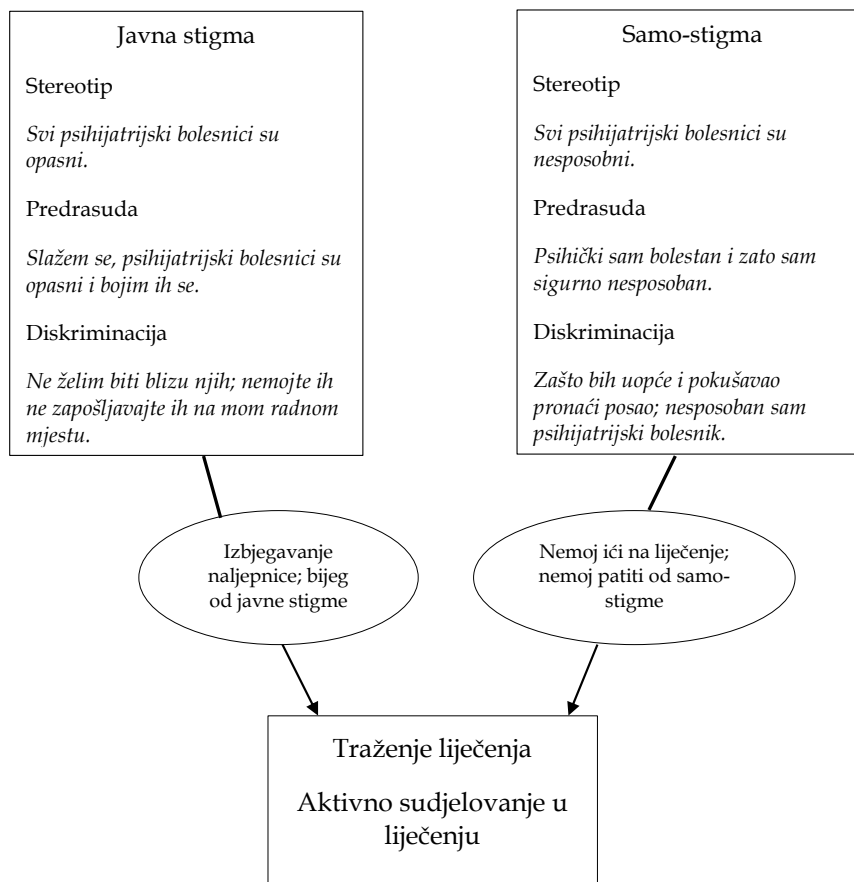 Javna stigma
Stereotip
Svi psihijatrijski bolesnici su
opasni.
Predrasuda
Slažem se, psihijatrijski bolesnici su
opasni i bojim ih se.
Diskriminacija
Ne želim biti blizu njih; nemojte ih
ne zapošljavajte ih na mom radnom
mjestu.
Samo-stigma
Stereotip
Svi psihijatrijski bolesnici su
nesposobni.
Predrasuda
Psihički sam bolestan i zato sam
sigurno nesposoban.
Diskriminacija
Zašto bih uopće i pokušavao
pronaći posao; nesposoban sam
psihijatrijski bolesnik.
Izbjegavanje
naljepnice; bijeg
od javne stigme
Nemoj ići na liječenje;
nemoj patiti od samo-
stigme
Traženje liječenja
Aktivno sudjelovanje u
liječenju